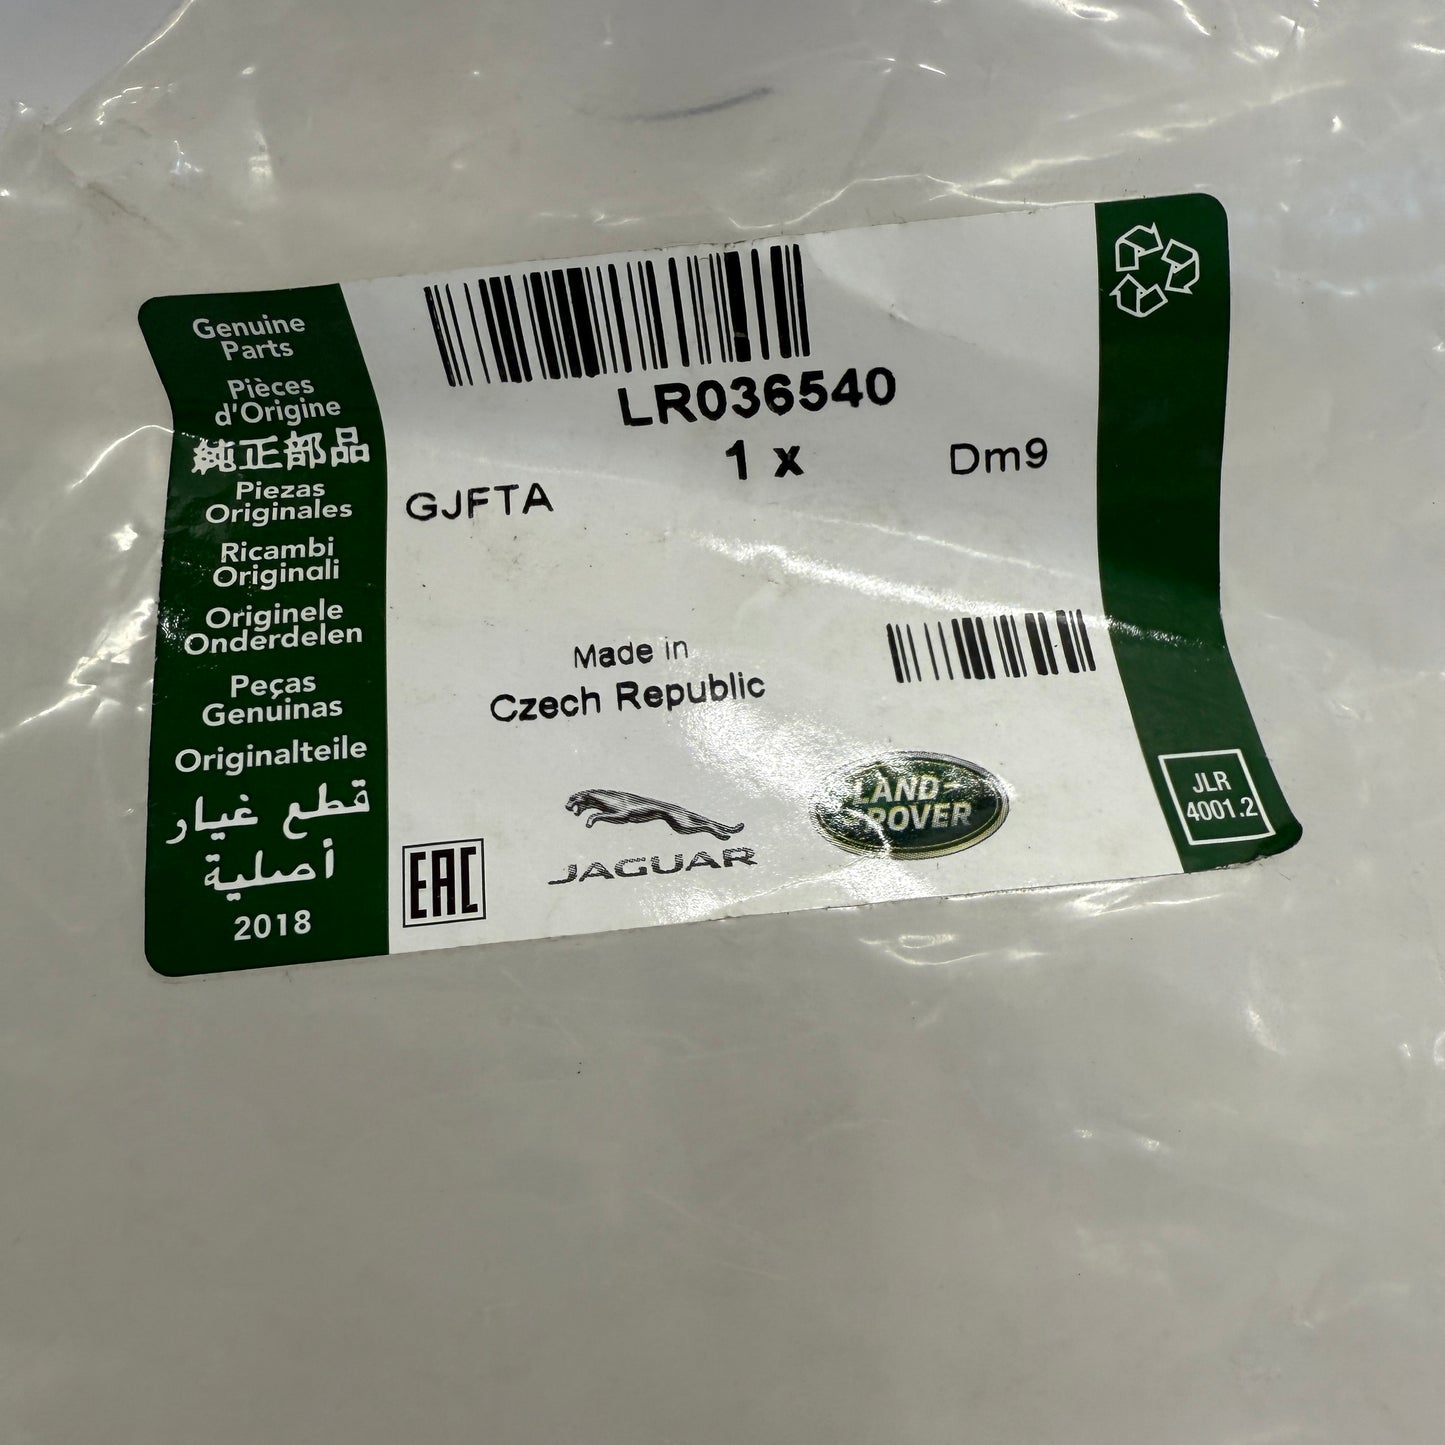 Genuine
Parts
Pièces
d'Origine
純正部品
Piezas
Originales
Ricambi
Originali
Originele
Onderdelen
Peças
Genuinas
Originalteile
قطع غيار
أصلية
2018
LR036540
1 x
Dm9
GJFTA
Made in
Czech Republic
EAC
JAGUAR
LAND-
ROVER
JLR
4001.2